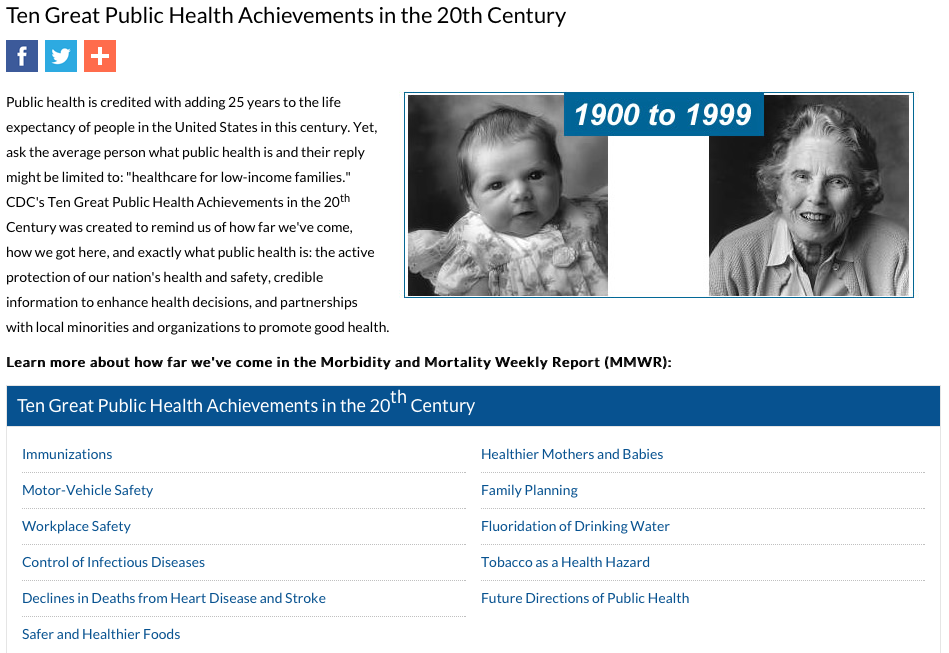 Ten Great Public Health Achievements in the 20th Century
f
Public health is credited with adding 25 years to the life
expectancy of people in the United States in this century. Yet,
ask the average person what public health is and their reply
might be limited to: "healthcare for low-income families."
CDC's Ten Great Public Health Achievements in the 20th
Century was created to remind us of how far we've come,
how we got here, and exactly what public health is: the active
protection of our nation's health and safety, credible
information to enhance health decisions, and partnerships
with local minorities and organizations to promote good health.
1900 to 1999
Learn more about how far we've come in the Morbidity and Mortality Weekly Report (MMWR):
Ten Great Public Health Achievements in the 20th Century
Immunizations
Motor-Vehicle Safety
Workplace Safety
Control of Infectious Diseases
Declines in Deaths from Heart Disease and Stroke
Safer and Healthier Foods
Healthier Mothers and Babies
Family Planning
Fluoridation of Drinking Water
Tobacco as a Health Hazard
Future Directions of Public Health